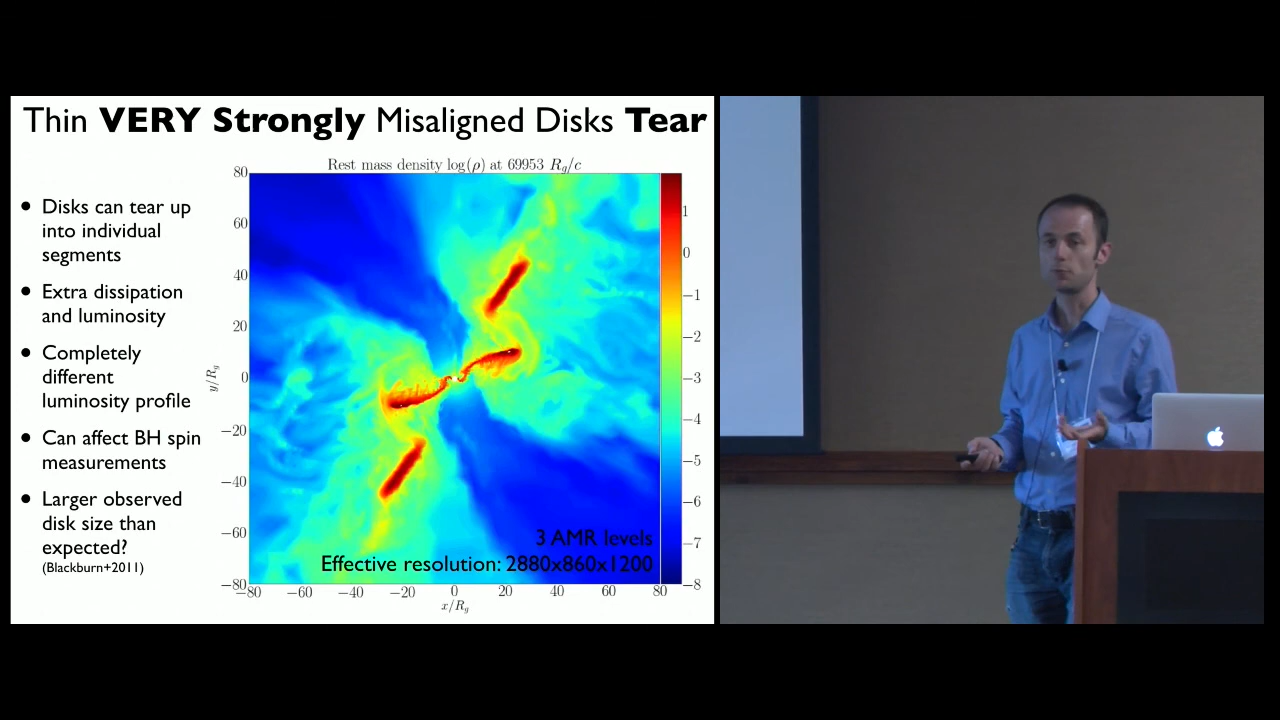 Thin VERY Strongly Misaligned Disks Tear
• Disks can tear up
into individual
segments
• Extra dissipation
and luminosity
• Completely
different
luminosity profile
• Can affect BH spin
measurements
• Larger observed
disk size than
expected?
(Blackburn+2011)
Rest mass density log(ρ) at 69953 R_g/c
80
60
40
20
0
−20
−40
−60
−80
y/R_g
−80 −60 −40 −20 0 20 40 60 80
x/R_g
1
0
−1
−2
−3
−4
−5
−6
−7
−8
3 AMR levels
Effective resolution: 2880x860x1200